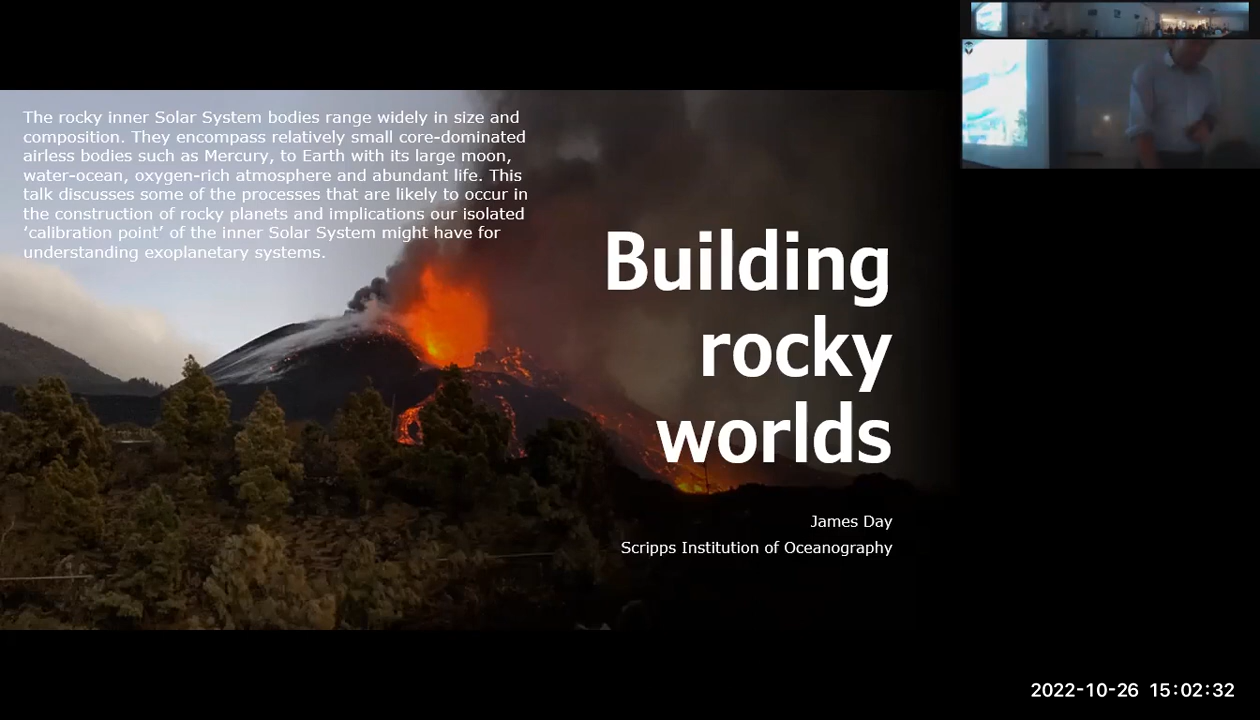 The rocky inner Solar System bodies range widely in size and
composition. They encompass relatively small core-dominated
airless bodies such as Mercury, to Earth with its large moon,
water-ocean, oxygen-rich atmosphere and abundant life. This
talk discusses some of the processes that are likely to occur in
the construction of rocky planets and implications our isolated
‘calibration point’ of the inner Solar System might have for
understanding exoplanetary systems.
Building
rocky
worlds
James Day
Scripps Institution of Oceanography
2022-10-26 15:02:32